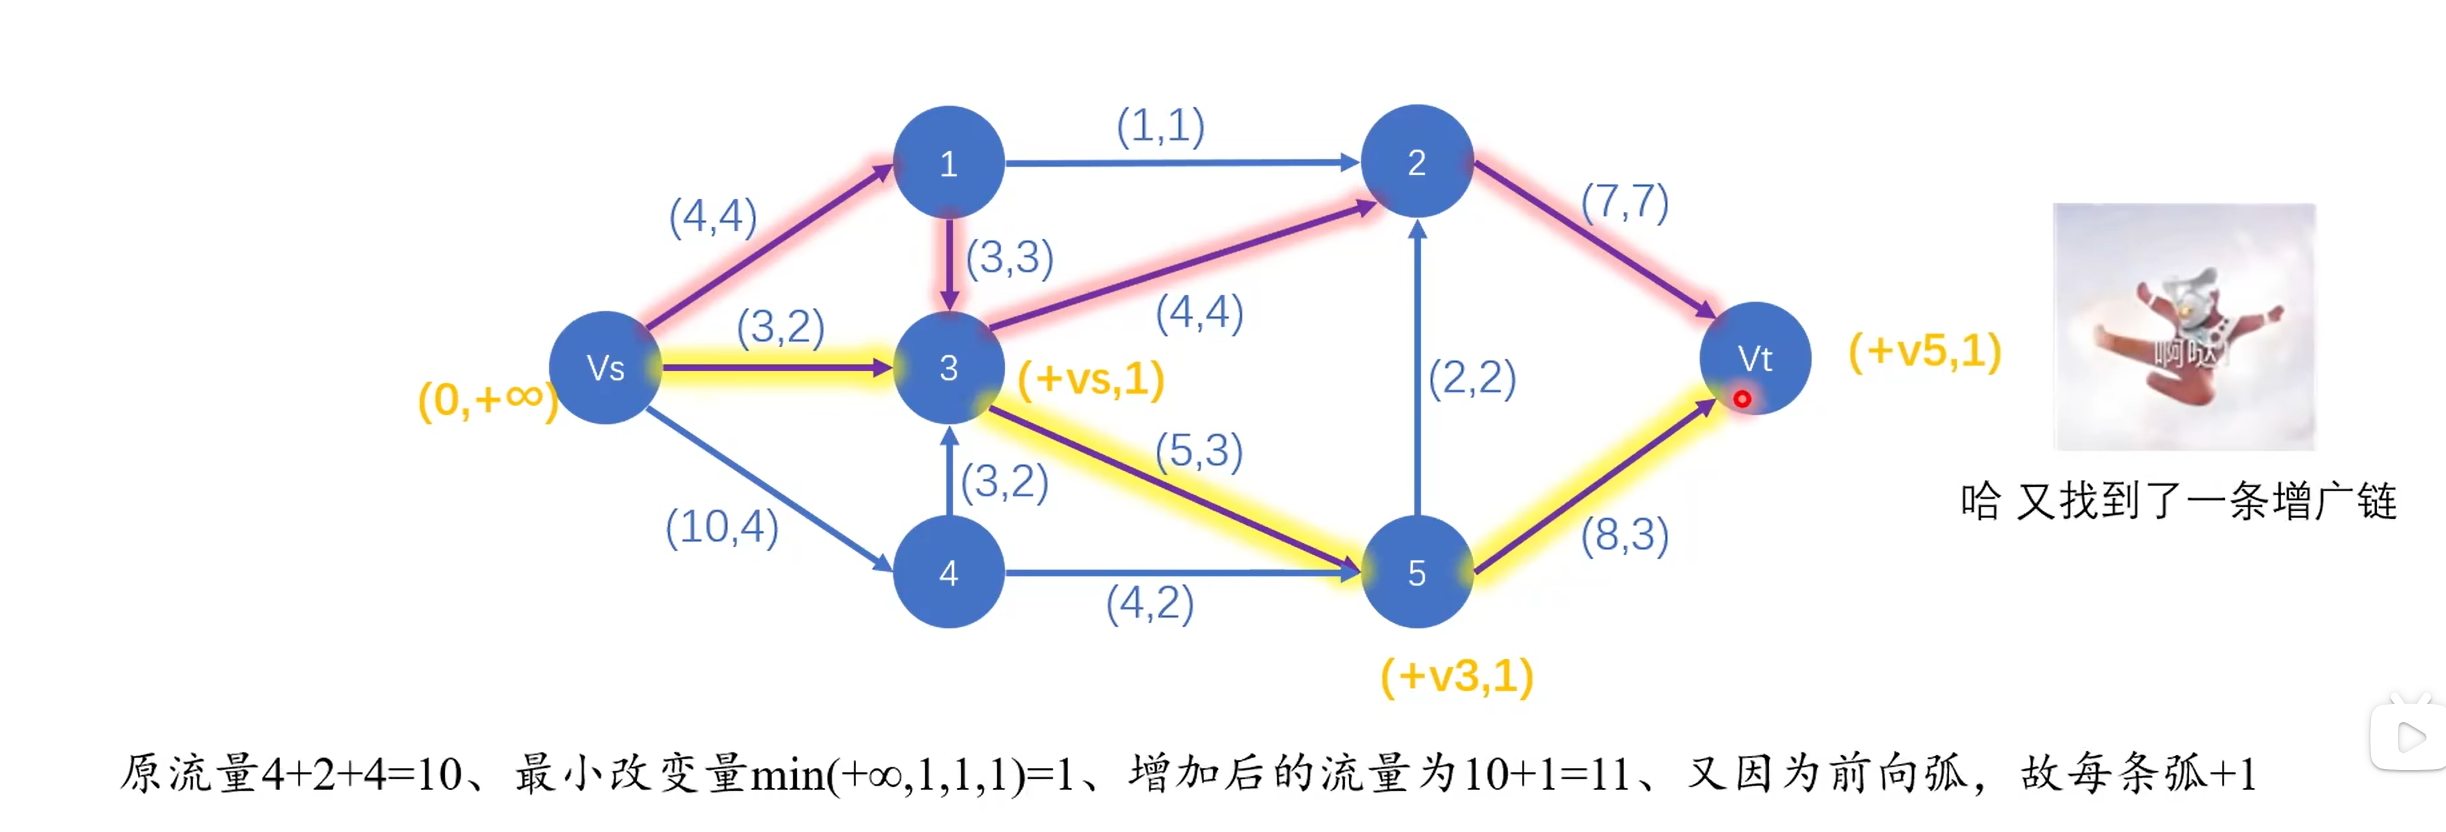 (1,1)
1
2
(4,4)
(7,7)
(3,3)
(4,4)
(3,2)
Vs
3
Vt
(0,+∞)
(+vs,1)
(2,2)
(+v5,1)
啊哒
哈 又找到了一条增广链
(5,3)
(3,2)
(10,4)
(8,3)
4
5
(4,2)
(+v3,1)
原流量4+2+4=10、最小改变量min(+∞,1,1,1)=1、增加后的流量为10+1=11、又因为前向弧，故每条弧+1